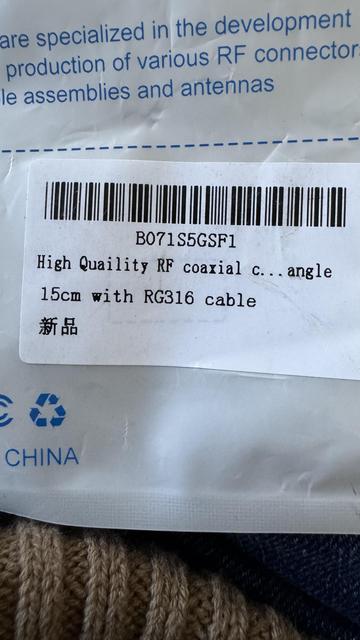 are specialized in the development
production of various RF connector
le assemblies and antennas
B071S5GSF1
High Quaility RF coaxial c...angle
15cm with RG316 cable
新品
CHINA